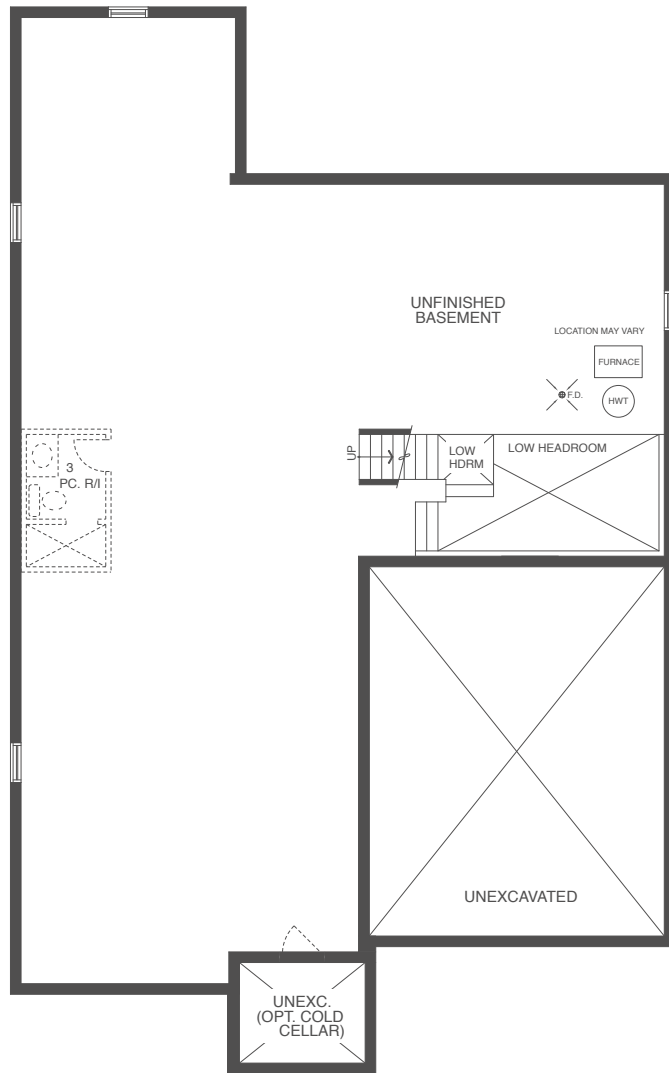 UNFINISHED
BASEMENT
LOCATION MAY VARY
FURNACE
F.D.
HWT
UP
LOW
HDRM
LOW HEADROOM
3
PC. R/I
UNEXCAVATED
UNEXC.
(OPT. COLD
CELLAR)